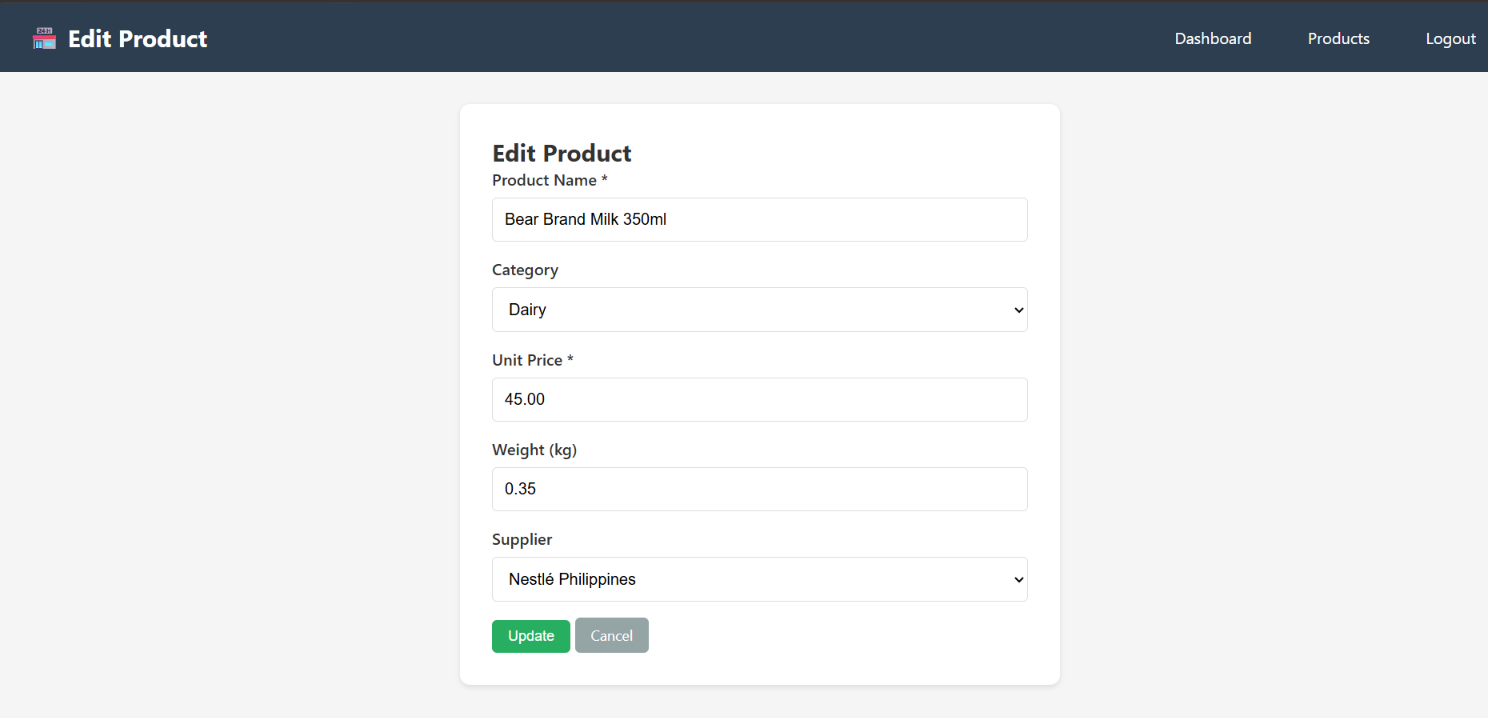 Edit Product
Dashboard Products Logout
Edit Product
Product Name *
Bear Brand Milk 350ml
Category
Dairy
Unit Price *
45.00
Weight (kg)
0.35
Supplier
Nestlé Philippines
Update Cancel